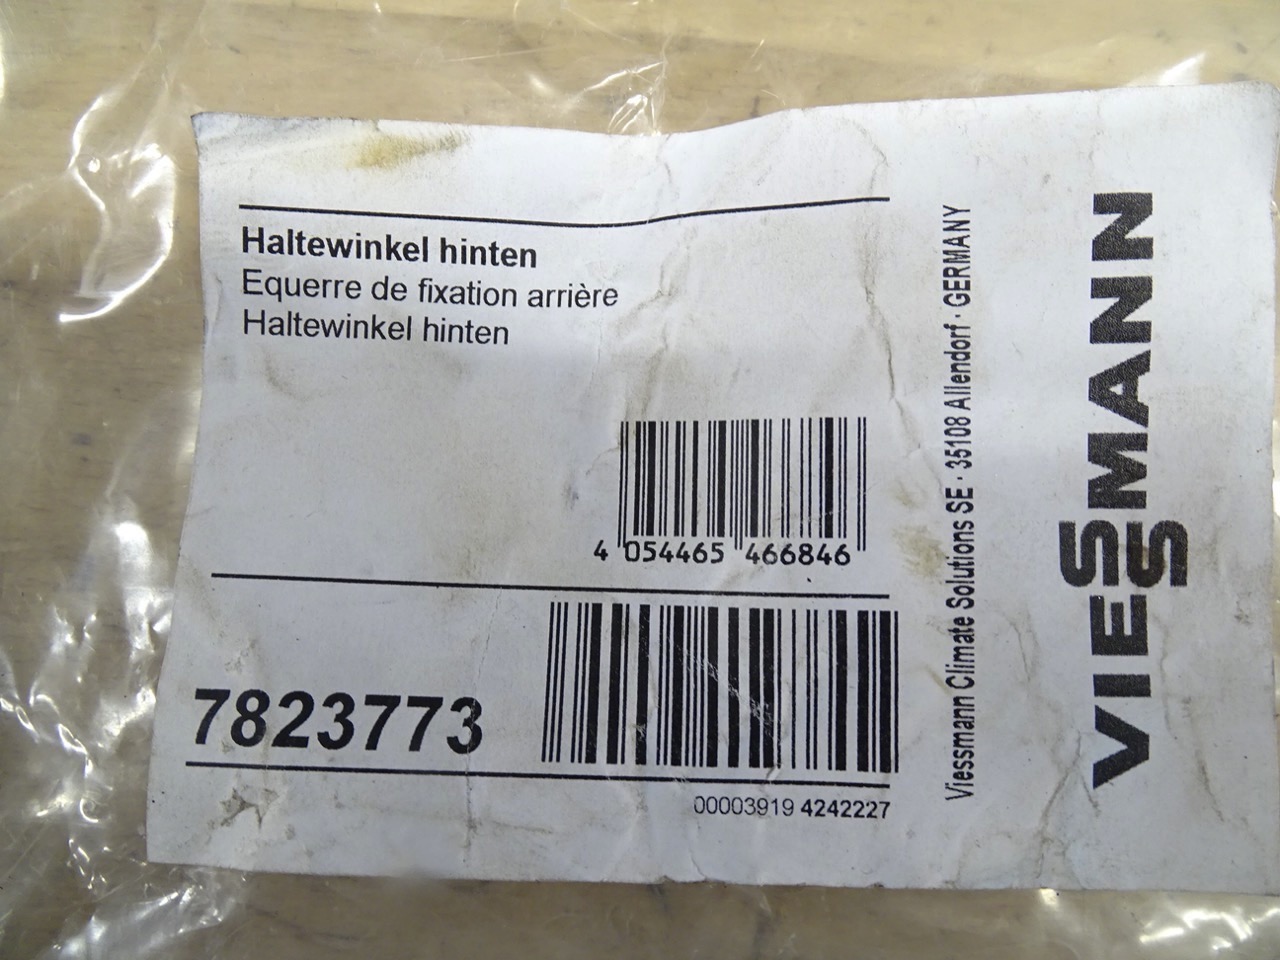 Haltewinkel hinten
Equerre de fixation arrière
Haltewinkel hinten
4 054465 466846
7823773
00003919 4242227
Viessmann Climate Solutions SE · 35108 Allendorf · GERMANY
VIESSMANN